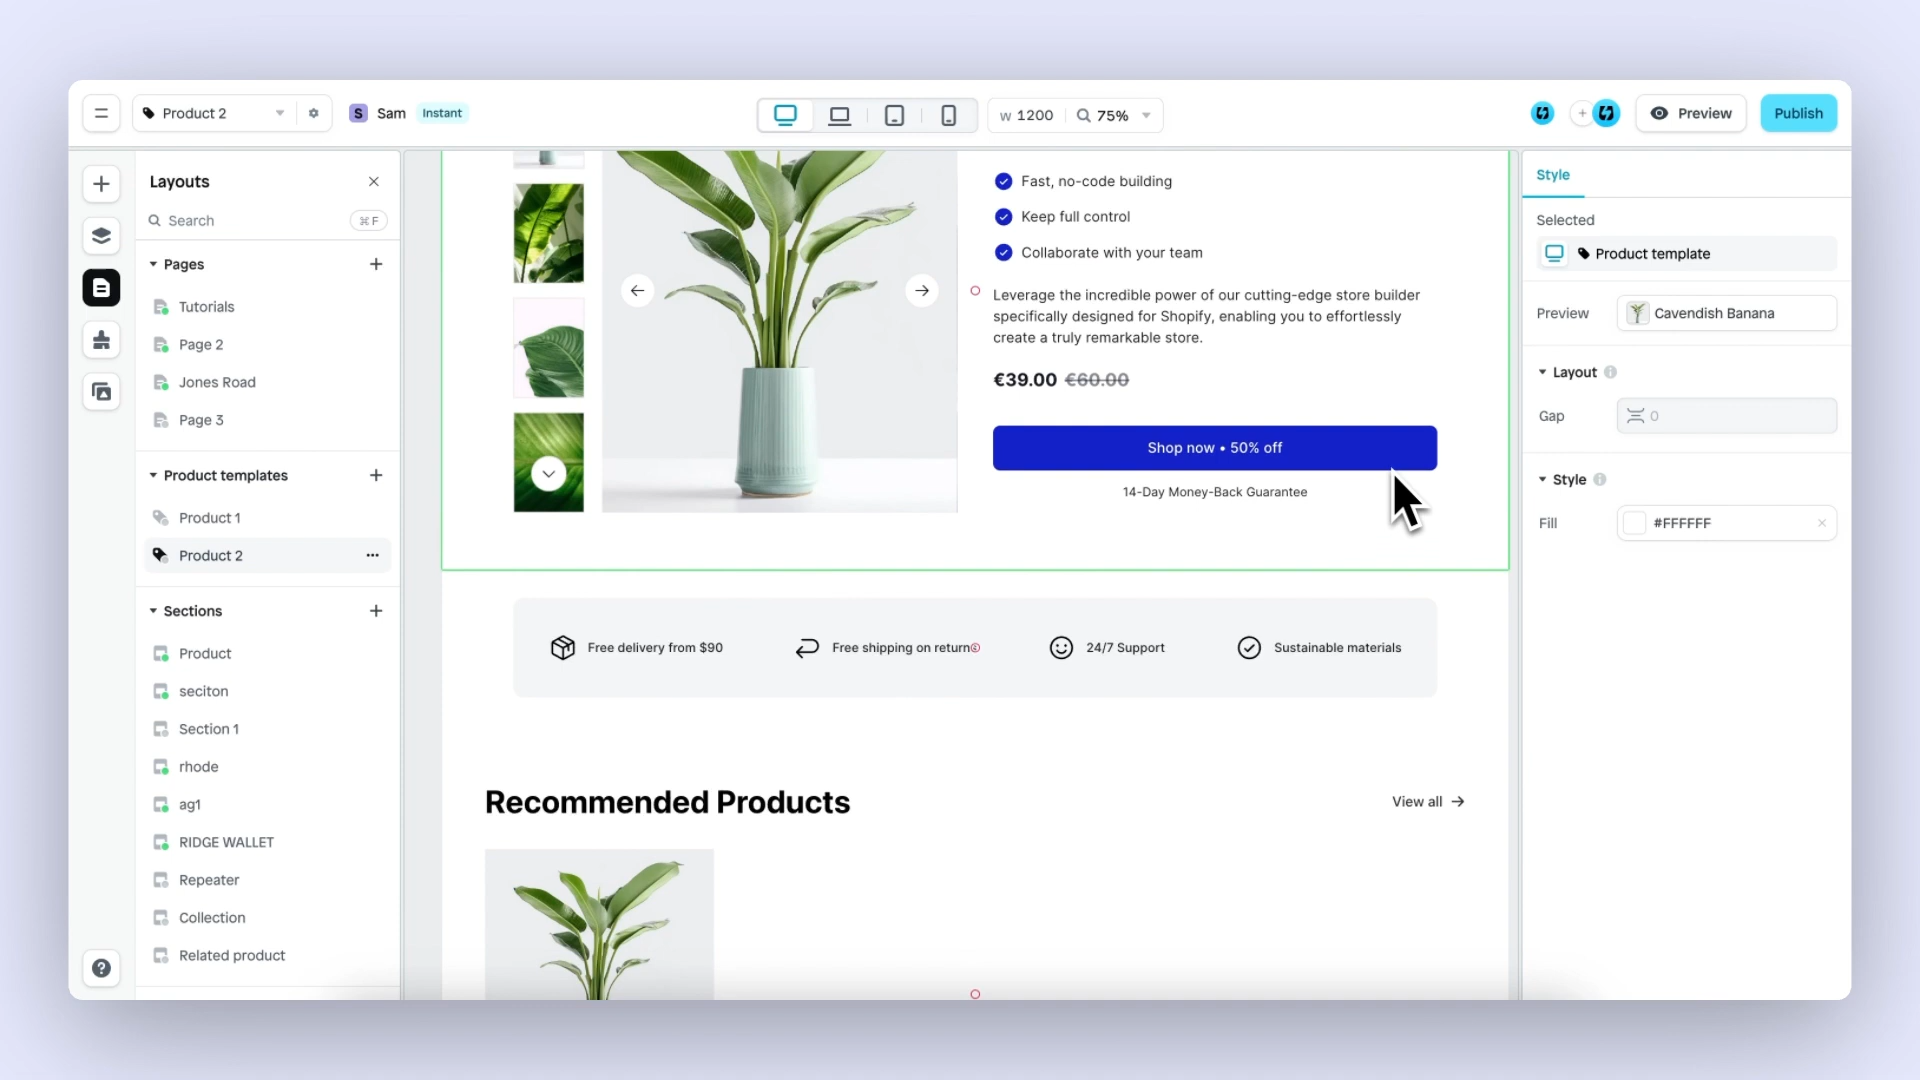 Product 2
S Sam Instant
W 1200
75%
Preview
Publish
Layouts
Search
⌘ F
Pages
Tutorials
Page 2
Jones Road
Page 3
Product templates
Product 1
Product 2
Sections
Product
seciton
Section 1
rhode
ag1
RIDGE WALLET
Repeater
Collection
Related product
Fast, no-code building
Keep full control
Collaborate with your team
Leverage the incredible power of our cutting-edge store builder
specifically designed for Shopify, enabling you to effortlessly
create a truly remarkable store.
€39.00 €60.00
Shop now • 50% off
14-Day Money-Back Guarantee
Free delivery from $90
Free shipping on return
24/7 Support
Sustainable materials
Recommended Products
View all →
Style
Selected
Product template
Preview
Cavendish Banana
Layout
Gap
0
Style
Fill
#FFFFFF